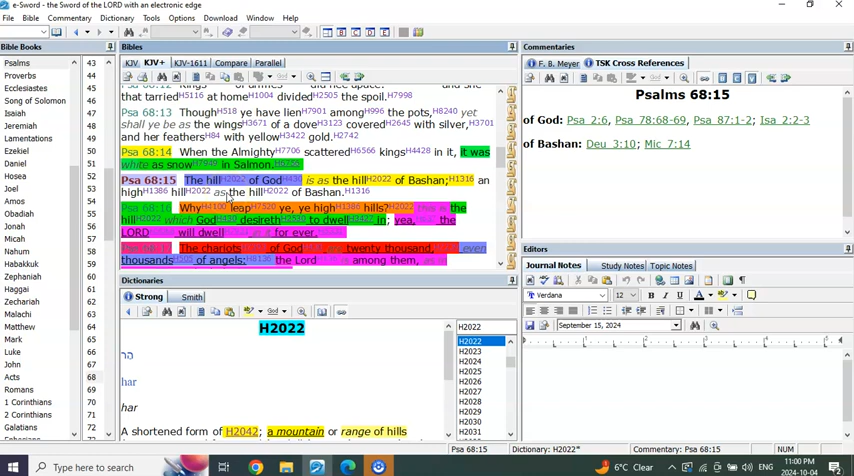 e-Sword - the Sword of the LORD with an electronic edge
File Bible Commentary Dictionary Tools Options Download Window Help
Bible Books
Psalms
Proverbs
Ecclesiastes
Song of Solomon
Isaiah
Jeremiah
Lamentations
Ezekiel
Daniel
Hosea
Joel
Amos
Obadiah
Jonah
Micah
Nahum
Habakkuk
Zephaniah
Haggai
Zechariah
Malachi
Matthew
Mark
Luke
John
Acts
Romans
1 Corinthians
2 Corinthians
Galatians
43
44
45
46
47
48
49
50
51
52
53
54
55
56
57
58
59
60
61
62
63
64
65
66
67
68
69
70
71
72
Bibles
KJV KJV+ KJV-1611 Compare Parallel
that tarried H5116 at home H1004 divided H2505 the spoil. H7998
Psa 68:13 Though ye have lien H7901 among H996 the pots, H8240 yet
shall ye be as the wings H3671 of a dove H3123 covered H2645 with silver, H3701
and her feathers H84 with yellow H3422 gold. H2742
Psa 68:14 When the Almighty H7706 scattered H6566 kings H4428 in it, it was
white as snow H7949 in Salmon.
Psa 68:15 The hill H2022 of God H430 is as the hill H2022 of Bashan; H1316 an
high H1386 hill H2022 as the hill H2022 of Bashan. H1316
Psa 68:16 Why H4100 leap H7520 ye, ye high H1386 hills? H2022 this is the
hill H2022 which God H430 desireth H2530 to dwell H3427 in; yea, the
LORD will dwell in it for ever.
The chariots of God are twenty thousand, even
thousands H505 of angels: H8136 the Lord is among them, as in
Dictionaries
Strong Smith
H2022
הַר
har
har
A shortened form of H2042; a mountain or range of hills
H2022
H2022
H2023
H2024
H2025
H2026
H2027
H2028
H2029
H2030
H2031
Commentaries
F. B. Meyer TSK Cross References
Psalms 68:15
of God: Psa 2:6, Psa 78:68-69, Psa 87:1-2, Isa 2:2-3
of Bashan: Deu 3:10; Mic 7:14
Editors
Journal Notes Study Notes Topic Notes
Verdana 12 B I U A
September 15, 2024
Psa 68:15 Dictionary: H2022* Commentary: Psa 68:15 NUM
Type here to search
6°C Clear ENG 11:00 PM
2024-10-04